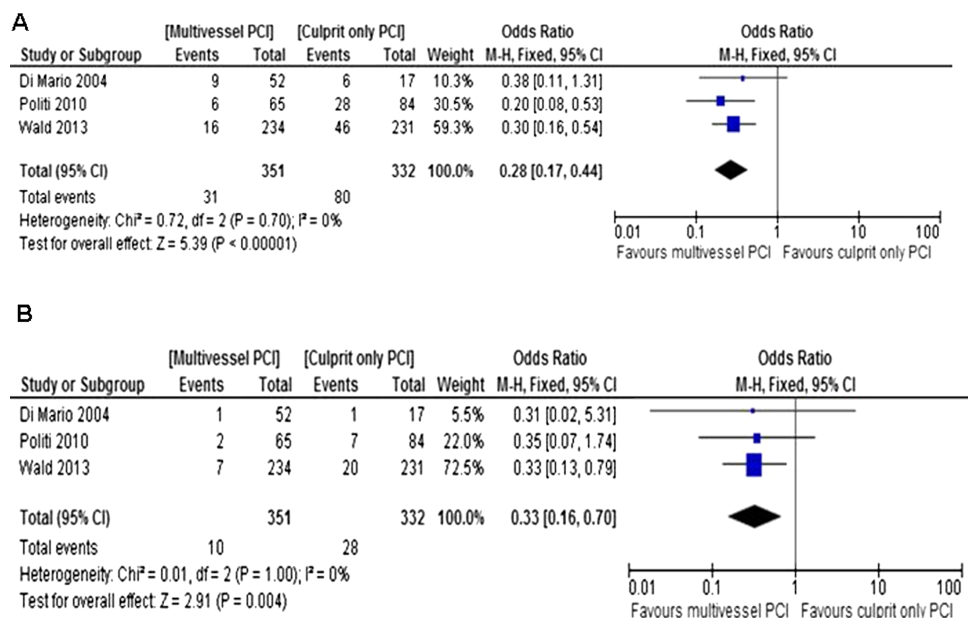 A
[Multivessel PCI] [Culprit only PCI] Odds Ratio Odds Ratio
Study or Subgroup Events Total Events Total Weight M-H, Fixed, 95% CI M-H, Fixed, 95% CI
Di Mario 2004 9 52 6 17 10.3% 0.38 [0.11, 1.31]
Politi 2010 6 65 28 84 30.5% 0.20 [0.08, 0.53]
Wald 2013 16 234 46 231 59.3% 0.30 [0.16, 0.54]
Total (95% CI) 351 332 100.0% 0.28 [0.17, 0.44]
Total events 31 80
Heterogeneity: Chi² = 0.72, df = 2 (P = 0.70); I² = 0%
Test for overall effect: Z = 5.39 (P < 0.00001)
0.01 0.1 1 10 100
Favours multivessel PCI Favours culprit only PCI
B
[Multivessel PCI] [Culprit only PCI] Odds Ratio Odds Ratio
Study or Subgroup Events Total Events Total Weight M-H, Fixed, 95% CI M-H, Fixed, 95% CI
Di Mario 2004 1 52 1 17 5.5% 0.31 [0.02, 5.31]
Politi 2010 2 65 7 84 22.0% 0.35 [0.07, 1.74]
Wald 2013 7 234 20 231 72.5% 0.33 [0.13, 0.79]
Total (95% CI) 351 332 100.0% 0.33 [0.16, 0.70]
Total events 10 28
Heterogeneity: Chi² = 0.01, df = 2 (P = 1.00); I² = 0%
Test for overall effect: Z = 2.91 (P = 0.004)
0.01 0.1 1 10 100
Favours multivessel PCI Favours culprit only PCI